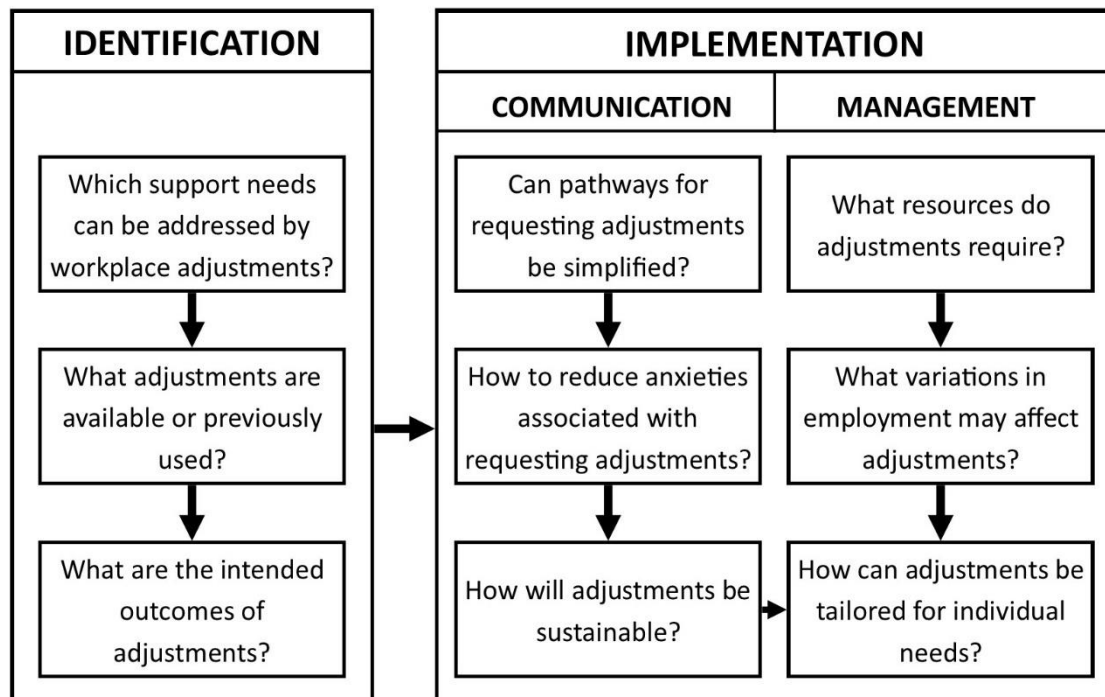 IDENTIFICATION
Which support needs
can be addressed by
workplace adjustments?
What adjustments are
available or previously
used?
What are the intended
outcomes of
adjustments?
IMPLEMENTATION
COMMUNICATION
Can pathways for
requesting adjustments
be simplified?
How to reduce anxieties
associated with
requesting adjustments?
How will adjustments be
sustainable?
MANAGEMENT
What resources do
adjustments require?
What variations in
employment may affect
adjustments?
How can adjustments be
tailored for individual
needs?